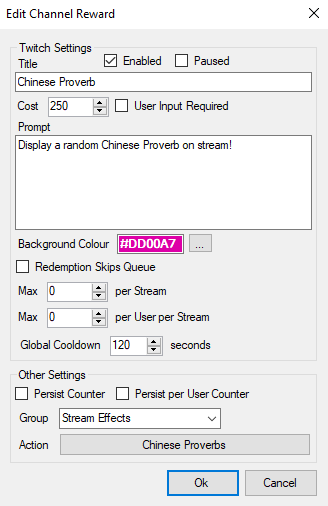 Edit Channel Reward
Twitch Settings
Title Enabled Paused
Chinese Proverb
Cost 250 User Input Required
Prompt
Display a random Chinese Proverb on stream!
Background Colour #DD00A7 ...
Redemption Skips Queue
Max 0 per Stream
Max 0 per User per Stream
Global Cooldown 120 seconds
Other Settings
Persist Counter Persist per User Counter
Group Stream Effects
Action Chinese Proverbs
Ok Cancel